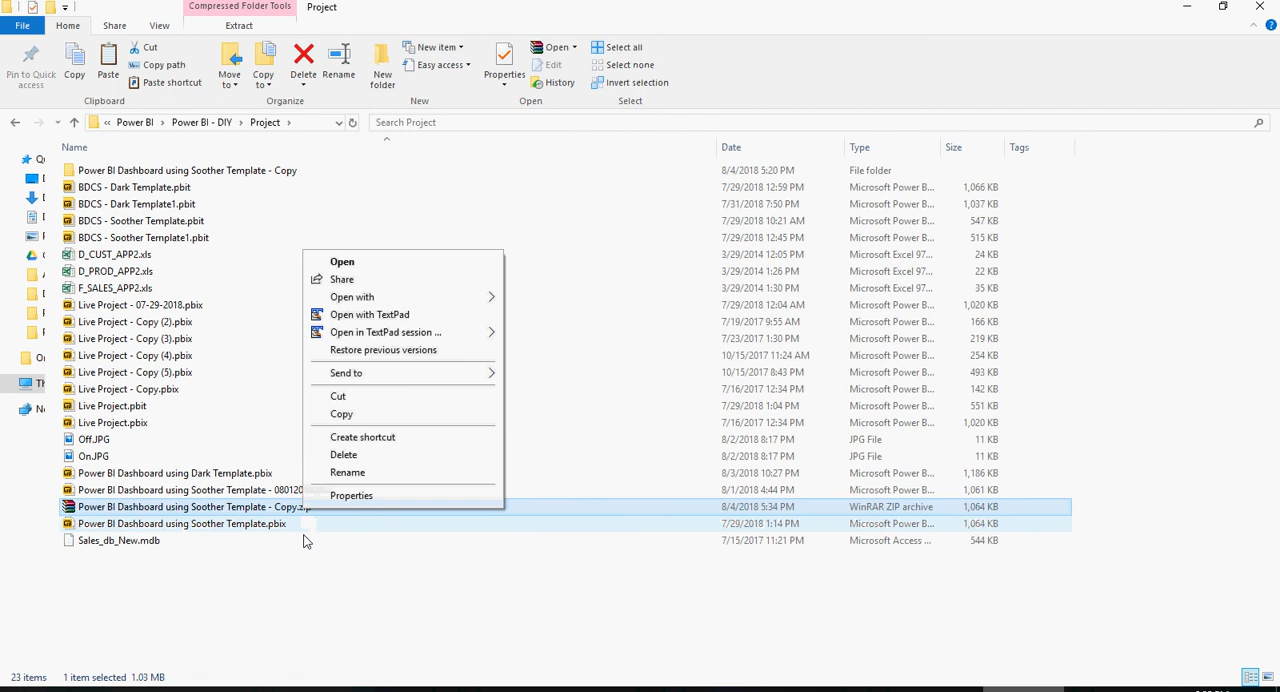 Compressed Folder Tools
Project
File
Home
Share
View
Extract
Pin to Quick access
Copy
Paste
Cut
Copy path
Paste shortcut
Clipboard
Move to
Copy to
Delete
Rename
Organize
New folder
New item
Easy access
New
Properties
Open
Edit
History
Open
Select all
Select none
Invert selection
Select
« Power BI > Power BI - DIY > Project >
Search Project
Name Date Type Size Tags
Power BI Dashboard using Soother Template - Copy 8/4/2018 5:20 PM File folder
BDCS - Dark Template.pbit 7/29/2018 12:59 PM Microsoft Power B... 1,066 KB
BDCS - Dark Template1.pbit 7/31/2018 7:50 PM Microsoft Power B... 1,037 KB
BDCS - Soother Template.pbit 7/29/2018 10:21 AM Microsoft Power B... 547 KB
BDCS - Soother Template1.pbit 7/29/2018 12:45 PM Microsoft Power B... 515 KB
D_CUST_APP2.xls 3/29/2014 12:05 PM Microsoft Excel 97... 24 KB
D_PROD_APP2.xls 3/29/2014 1:26 PM Microsoft Excel 97... 22 KB
F_SALES_APP2.xls 3/29/2014 1:30 PM Microsoft Excel 97... 35 KB
Live Project - 07-29-2018.pbix 7/29/2018 12:04 AM Microsoft Power B... 1,020 KB
Live Project - Copy (2).pbix 7/19/2017 9:55 AM Microsoft Power B... 166 KB
Live Project - Copy (3).pbix 7/23/2017 1:30 PM Microsoft Power B... 219 KB
Live Project - Copy (4).pbix 10/15/2017 11:24 AM Microsoft Power B... 254 KB
Live Project - Copy (5).pbix 10/15/2017 8:43 PM Microsoft Power B... 493 KB
Live Project - Copy.pbix 7/16/2017 12:34 PM Microsoft Power B... 142 KB
Live Project.pbit 7/29/2018 1:04 PM Microsoft Power B... 551 KB
Live Project.pbix 7/16/2017 12:34 PM Microsoft Power B... 1,020 KB
Off.JPG 8/2/2018 8:17 PM JPG File 11 KB
On.JPG 8/2/2018 8:17 PM JPG File 11 KB
Power BI Dashboard using Dark Template.pbix 8/3/2018 10:27 PM Microsoft Power B... 1,186 KB
Power BI Dashboard using Soother Template - 080120 8/1/2018 4:44 PM Microsoft Power B... 1,061 KB
Power BI Dashboard using Soother Template - Copy.zip 8/4/2018 5:34 PM WinRAR ZIP archive 1,064 KB
Power BI Dashboard using Soother Template.pbix 7/29/2018 1:14 PM Microsoft Power B... 1,064 KB
Sales_db_New.mdb 7/15/2017 11:21 PM Microsoft Access ... 544 KB
Open
Share
Open with
Open with TextPad
Open in TextPad session ...
Restore previous versions
Send to
Cut
Copy
Create shortcut
Delete
Rename
Properties
23 items 1 item selected 1.03 MB